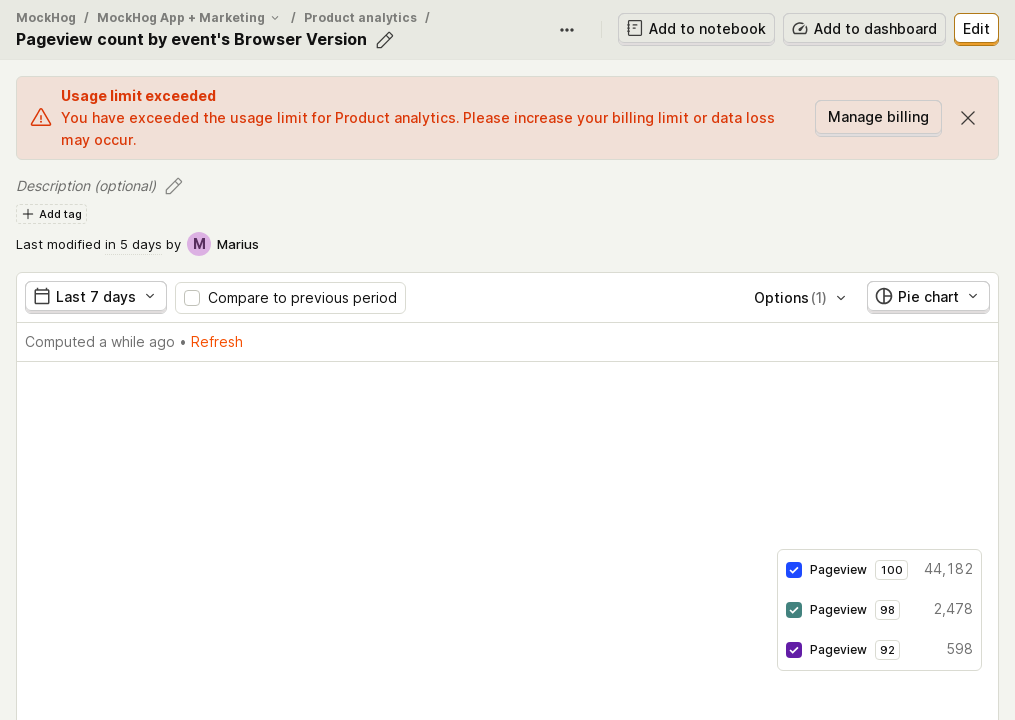 MockHog / MockHog App + Marketing / Product analytics /
Pageview count by event's Browser Version
Add to notebook
Add to dashboard
Edit
Usage limit exceeded
You have exceeded the usage limit for Product analytics. Please increase your billing limit or data loss
may occur.
Manage billing
Description (optional)
Add tag
Last modified in 5 days by M Marius
Last 7 days
Compare to previous period
Options (1)
Pie chart
Computed a while ago • Refresh
Pageview 100 44,182
Pageview 98 2,478
Pageview 92 598